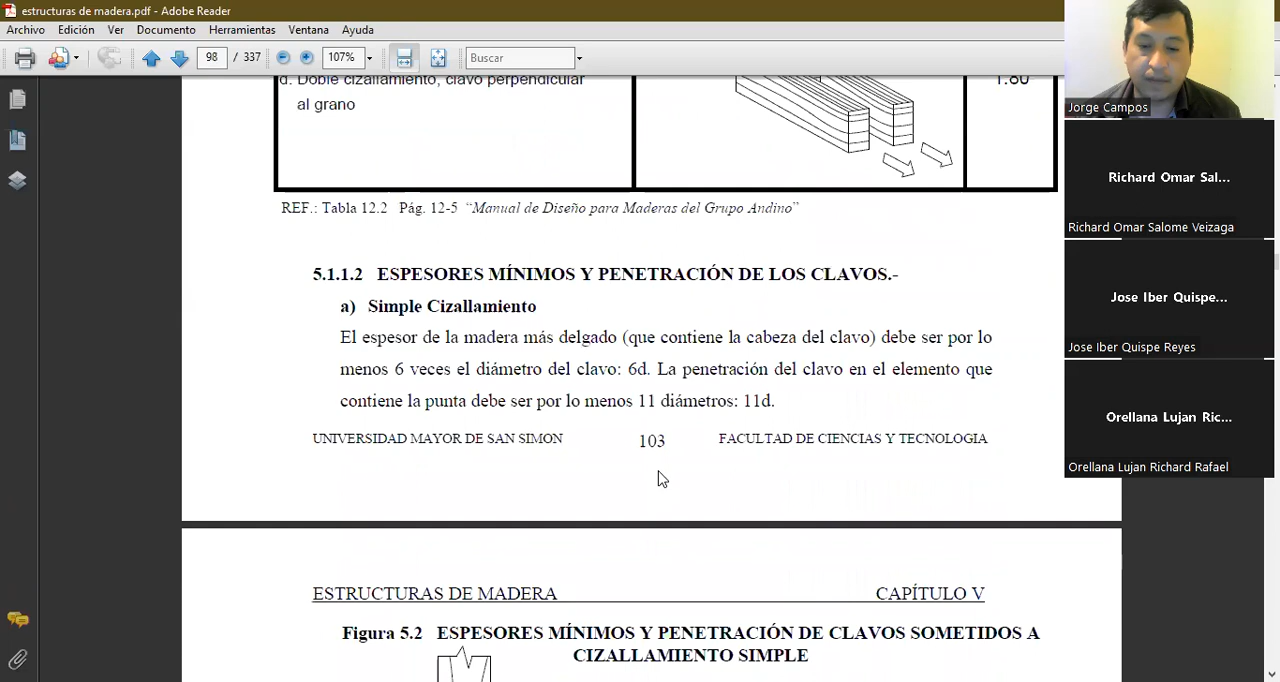 estructuras de madera.pdf - Adobe Reader
Archivo Edición Ver Documento Herramientas Ventana Ayuda
98 / 337 107% Buscar
d. Doble cizallamiento, clavo perpendicular
al grano
1.80
REF.: Tabla 12.2 Pág. 12-5 “Manual de Diseño para Maderas del Grupo Andino”
5.1.1.2 ESPESORES MÍNIMOS Y PENETRACIÓN DE LOS CLAVOS.-
a) Simple Cizallamiento
El espesor de la madera más delgado (que contiene la cabeza del clavo) debe ser por lo
menos 6 veces el diámetro del clavo: 6d. La penetración del clavo en el elemento que
contiene la punta debe ser por lo menos 11 diámetros: 11d.
UNIVERSIDAD MAYOR DE SAN SIMON 103 FACULTAD DE CIENCIAS Y TECNOLOGIA
ESTRUCTURAS DE MADERA CAPÍTULO V
Figura 5.2 ESPESORES MÍNIMOS Y PENETRACIÓN DE CLAVOS SOMETIDOS A
CIZALLAMIENTO SIMPLE
Jorge Campos
Richard Omar Sal...
Richard Omar Salome Veizaga
Jose Iber Quispe...
Jose Iber Quispe Reyes
Orellana Lujan Ric...
Orellana Lujan Richard Rafael